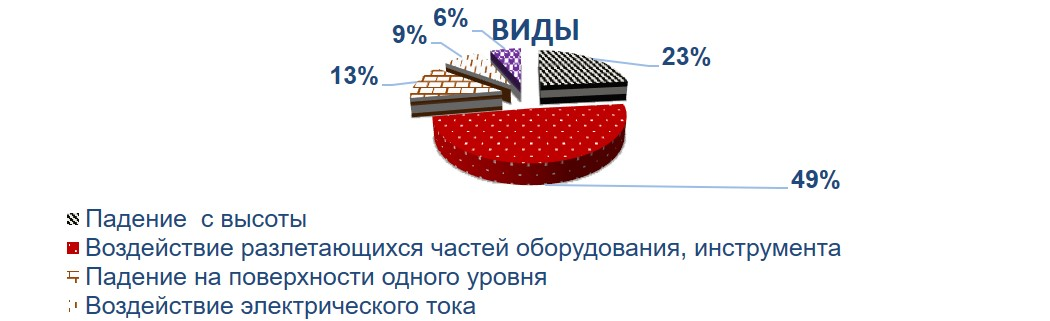 ВИДЫ
6%
9%
23%
13%
49%
Падение с высоты
Воздействие разлетающихся частей оборудования, инструмента
Падение на поверхности одного уровня
Воздействие электрического тока